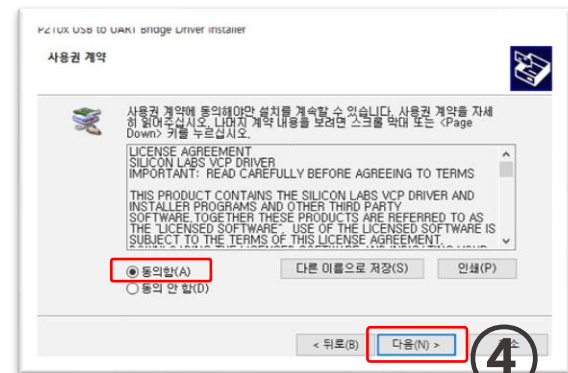 P210x USB to UART Bridge Driver Installer
사용권 계약
사용권 계약에 동의해야만 설치를 계속할 수 있습니다. 사용권 계약을 자세
히 읽어주십시오. 나머지 계약 내용을 보려면 스크롤 막대 또는 <Page
Down> 키를 누르십시오.
LICENSE AGREEMENT
SILICON LABS VCP DRIVER
IMPORTANT: READ CAREFULLY BEFORE AGREEING TO TERMS
THIS PRODUCT CONTAINS THE SILICON LABS VCP DRIVER AND
INSTALLER PROGRAMS AND OTHER THIRD PARTY
SOFTWARE. TOGETHER THESE PRODUCTS ARE REFERRED TO AS
THE "LICENSED SOFTWARE". USE OF THE LICENSED SOFTWARE IS
SUBJECT TO THE TERMS OF THIS LICENSE AGREEMENT.
동의함(A)
다른 이름으로 저장(S)
인쇄(P)
동의 안 함(D)
< 뒤로(B)
다음(N) >
④